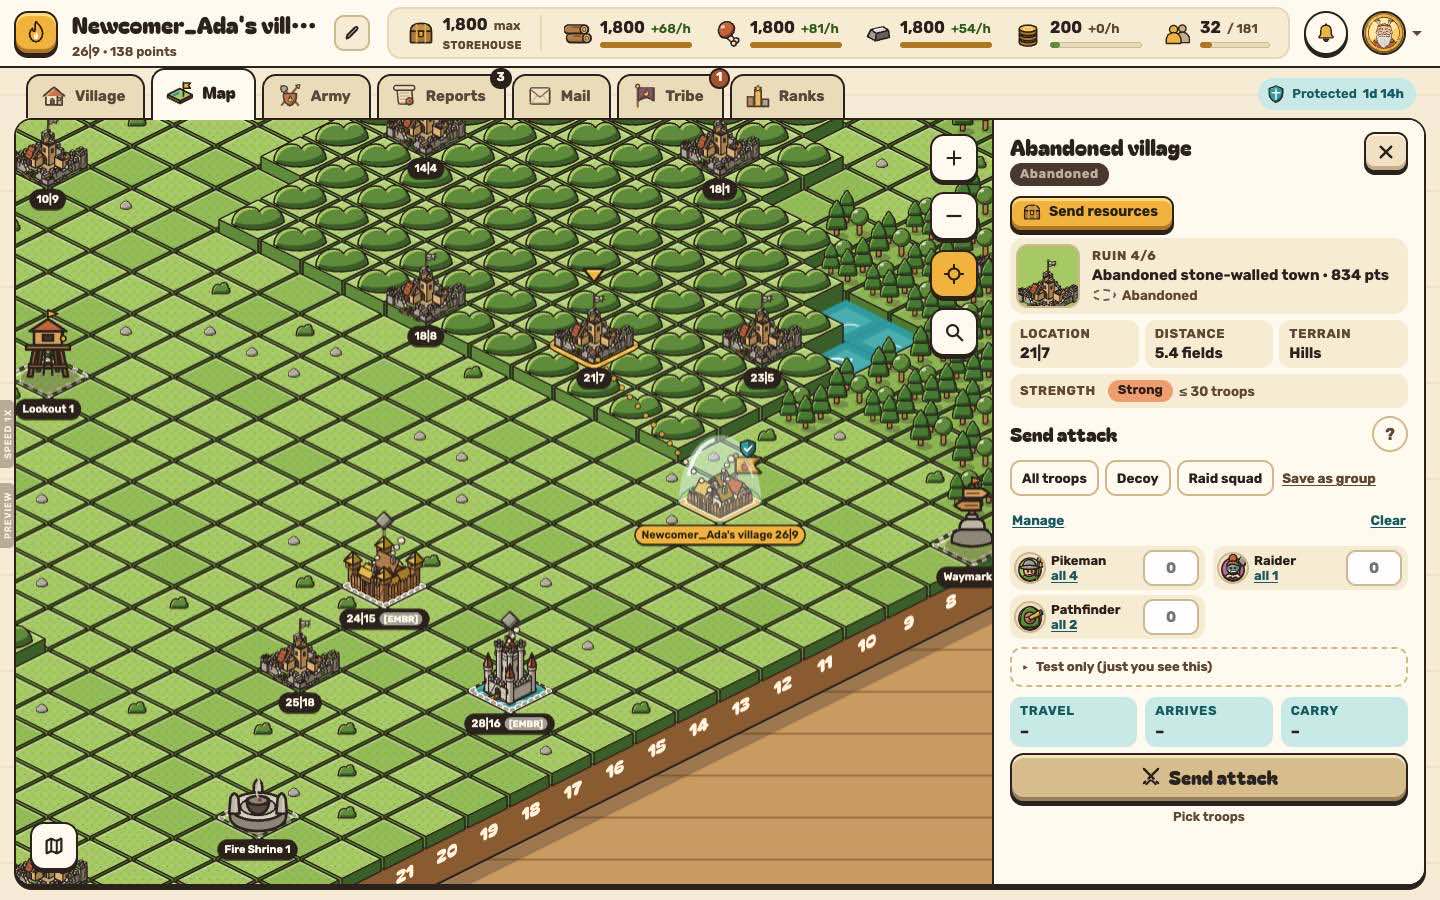 Newcomer_Ada's vill···
26|9 · 138 points
1,800 max
STOREHOUSE
1,800 +68/h
1,800 +81/h
1,800 +54/h
200 +0/h
32 / 181
Village
Map
Army
Reports
3
Mail
Tribe
1
Ranks
Protected 1d 14h
10|9
14|4
18|1
18|8
21|7
23|5
Lookout 1
SPEED 1X
PREVIEW
Newcomer_Ada's village 26|9
Waymark
24|15 [EMBR]
25|18
28|16 [EMBR]
Fire Shrine 1
8
9
10
11
12
13
14
15
16
17
18
19
20
21
Abandoned village
Abandoned
Send resources
RUIN 4/6
Abandoned stone-walled town · 834 pts
Abandoned
LOCATION
21|7
DISTANCE
5.4 fields
TERRAIN
Hills
STRENGTH Strong ≤ 30 troops
Send attack
?
All troops
Decoy
Raid squad
Save as group
Manage
Clear
Pikeman
all 4
0
Raider
all 1
0
Pathfinder
all 2
0
Test only (just you see this)
TRAVEL
–
ARRIVES
–
CARRY
–
Send attack
Pick troops